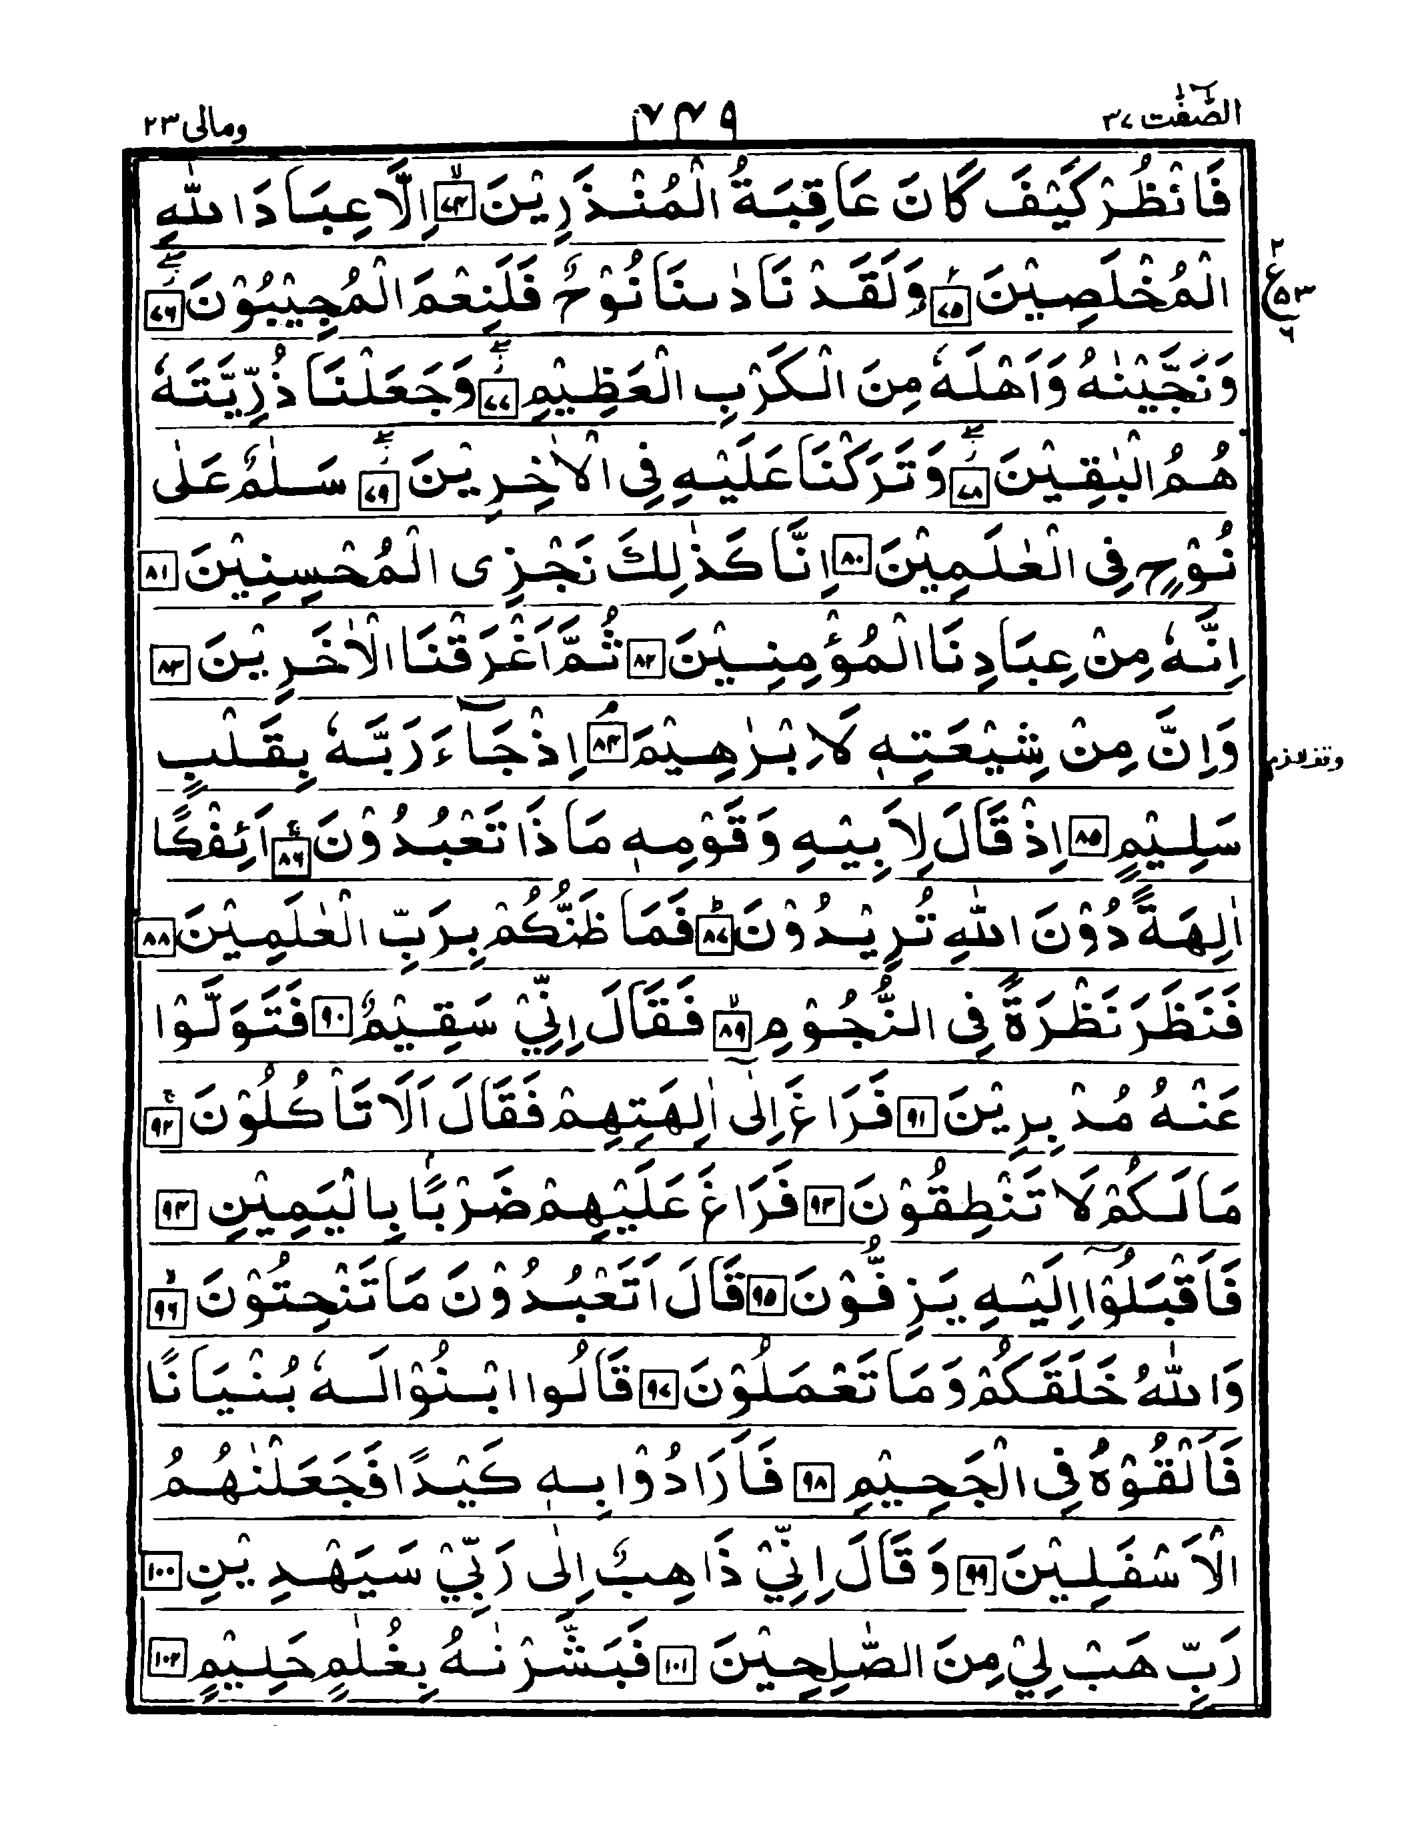 الصّٰفّٰت ٣٧ ٧٤٩ ومالی ٢٣
فَانْظُرْ كَيْفَ كَانَ عَاقِبَةُ الْمُنْذَرِيْنَ ۙ ٧٤ اِلَّا عِبَادَ اللّٰهِ
الْمُخْلَصِيْنَ ؑ ٧٥ وَلَقَدْ نَادٰىنَا نُوْحٌ فَلَنِعْمَ الْمُجِيْبُوْنَ ۖ ٧٦
٢ ع ٥٣ ٦
وَنَجَّيْنٰهُ وَاَهْلَهٗ مِنَ الْكَرْبِ الْعَظِيْمِ ۖ ٧٧ وَجَعَلْنَا ذُرِّيَّتَهٗ
هُمُ الْبٰقِيْنَ ۖ ٧٨ وَتَرَكْنَا عَلَيْهِ فِى الْاٰخِرِيْنَ ۖ ٧٩ سَلٰمٌ عَلٰى
نُوْحٍ فِى الْعٰلَمِيْنَ ٨٠ اِنَّا كَذٰلِكَ نَجْزِى الْمُحْسِنِيْنَ ٨١
اِنَّهٗ مِنْ عِبَادِنَا الْمُؤْمِنِيْنَ ٨٢ ثُمَّ اَغْرَقْنَا الْاٰخَرِيْنَ ٨٣
وَاِنَّ مِنْ شِيْعَتِهٖ لَاِبْرٰهِيْمَ ۘ ٨٤ اِذْ جَآءَ رَبَّهٗ بِقَلْبٍ
وقف لازم
سَلِيْمٍ ٨٥ اِذْ قَالَ لِاَبِيْهِ وَقَوْمِهٖ مَاذَا تَعْبُدُوْنَ ۚ ٨٦ اَئِفْكًا
اٰلِهَةً دُوْنَ اللّٰهِ تُرِيْدُوْنَ ؕ ٨٧ فَمَا ظَنُّكُمْ بِرَبِّ الْعٰلَمِيْنَ ٨٨
فَنَظَرَ نَظْرَةً فِى النُّجُوْمِ ۙ ٨٩ فَقَالَ اِنِّيْ سَقِيْمٌ ٩٠ فَتَوَلَّوْا
عَنْهُ مُدْبِرِيْنَ ٩١ فَرَاغَ اِلٰٓى اٰلِهَتِهِمْ فَقَالَ اَلَا تَاْكُلُوْنَ ۚ ٩٢
مَا لَكُمْ لَا تَنْطِقُوْنَ ٩٣ فَرَاغَ عَلَيْهِمْ ضَرْبًۢا بِالْيَمِيْنِ ٩٤
فَاَقْبَلُوْٓا اِلَيْهِ يَزِفُّوْنَ ٩٥ قَالَ اَتَعْبُدُوْنَ مَا تَنْحِتُوْنَ ۙ ٩٦
وَاللّٰهُ خَلَقَكُمْ وَمَا تَعْمَلُوْنَ ٩٧ قَالُوا ابْنُوْا لَهٗ بُنْيَانًا
فَاَلْقُوْهُ فِى الْجَحِيْمِ ٩٨ فَاَرَادُوْا بِهٖ كَيْدًا فَجَعَلْنٰهُمُ
الْاَسْفَلِيْنَ ٩٩ وَقَالَ اِنِّيْ ذَاهِبٌ اِلٰى رَبِّيْ سَيَهْدِيْنِ ١٠٠
رَبِّ هَبْ لِيْ مِنَ الصّٰلِحِيْنَ ١٠١ فَبَشَّرْنٰهُ بِغُلٰمٍ حَلِيْمٍ ١٠٢